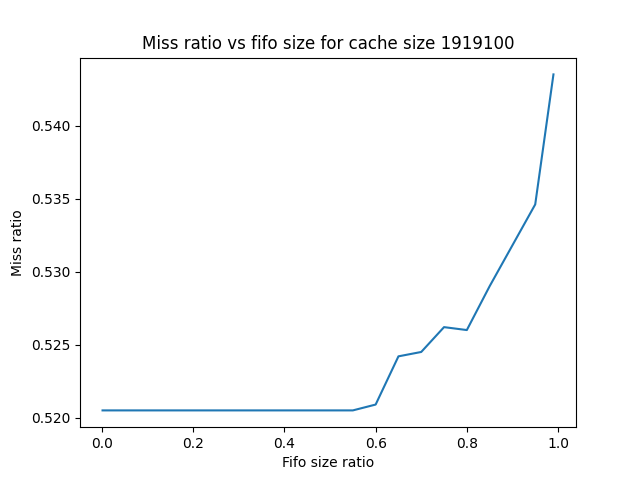 Miss ratio vs fifo size for cache size 1919100
Miss ratio
0.540
0.535
0.530
0.525
0.520
0.0 0.2 0.4 0.6 0.8 1.0
Fifo size ratio